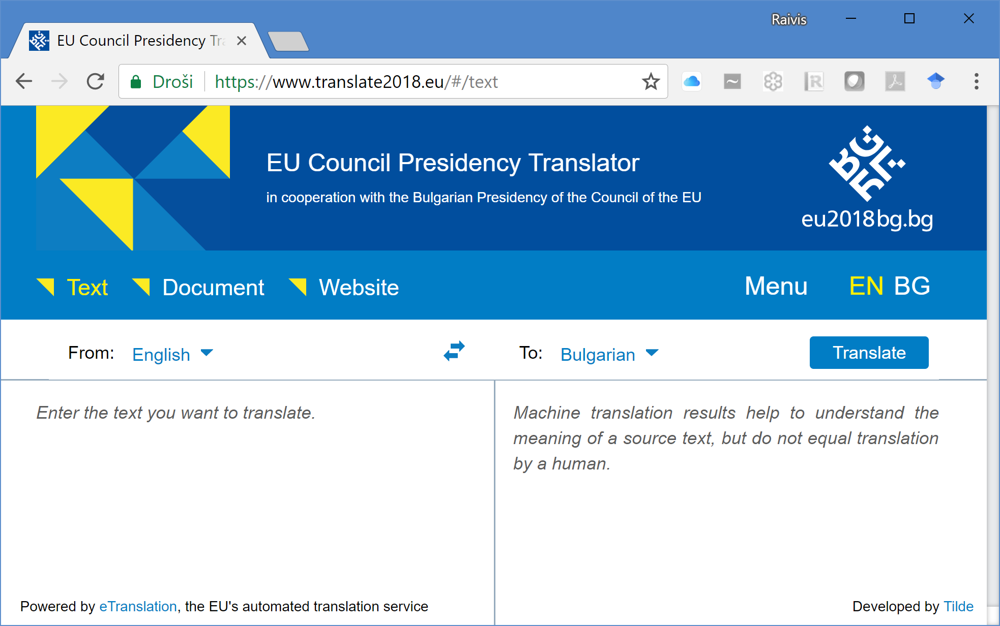 Raivis
EU Council Presidency Tra
Droši https://www.translate2018.eu/#/text
EU Council Presidency Translator
in cooperation with the Bulgarian Presidency of the Council of the EU
eu2018bg.bg
Text Document Website Menu EN BG
From: English To: Bulgarian Translate
Enter the text you want to translate.
Machine translation results help to understand the
meaning of a source text, but do not equal translation
by a human.
Powered by eTranslation, the EU's automated translation service
Developed by Tilde